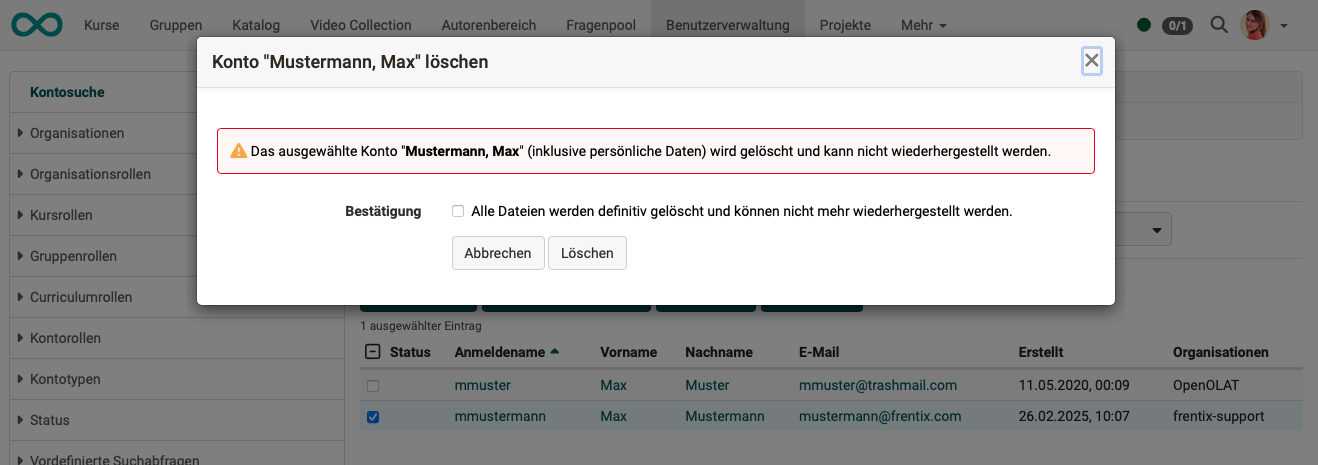 Kurse Gruppen Katalog Video Collection Autorenbereich Fragenpool Benutzerverwaltung Projekte Mehr 0/1
Konto "Mustermann, Max" löschen
Das ausgewählte Konto "Mustermann, Max" (inklusive persönliche Daten) wird gelöscht und kann nicht wiederhergestellt werden.
Bestätigung Alle Dateien werden definitiv gelöscht und können nicht mehr wiederhergestellt werden.
Abbrechen Löschen
Kontosuche
Organisationen
Organisationsrollen
Kursrollen
Gruppenrollen
Curriculumrollen
Kontorollen
Kontotypen
Status
Vordefinierte Suchabfragen
1 ausgewählter Eintrag
Status Anmeldename Vorname Nachname E-Mail Erstellt Organisationen
mmuster Max Muster mmuster@trashmail.com 11.05.2020, 00:09 OpenOLAT
mmustermann Max Mustermann mustermann@frentix.com 26.02.2025, 10:07 frentix-support